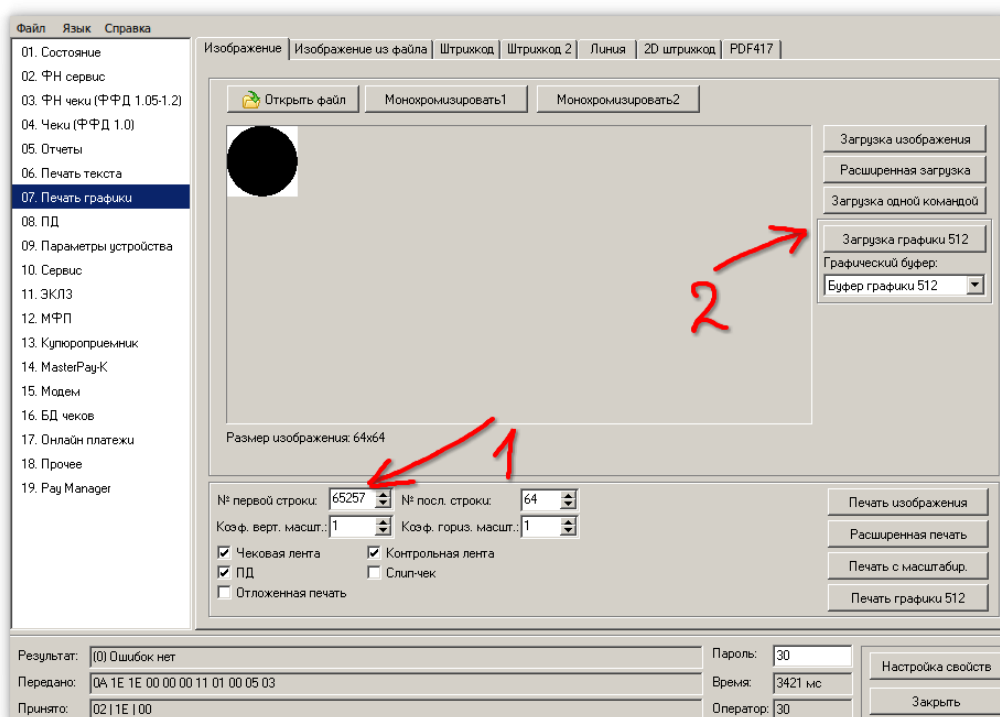 Файл Язык Справка
01. Состояние
02. ФН сервис
03. ФН чеки (ФФД 1.05-1.2)
04. Чеки (ФФД 1.0)
05. Отчеты
06. Печать текста
07. Печать графики
08. ПД
09. Параметры устройства
10. Сервис
11. ЭКЛЗ
12. МФП
13. Купюроприемник
14. MasterPay-K
15. Модем
16. БД чеков
17. Онлайн платежи
18. Прочее
19. Pay Manager
Изображение Изображение из файла Штрихкод Штрихкод 2 Линия 2D штрихкод PDF417
Открыть файл Монохромизировать1 Монохромизировать2
Загрузка изображения
Расширенная загрузка
Загрузка одной командой
Загрузка графики 512
Графический буфер:
Буфер графики 512
2
1
Размер изображения: 64x64
№ первой строки: 65257 № посл. строки: 64
Коэф. верт. масшт.: 1 Коэф. гориз. масшт.: 1
Чековая лента Контрольная лента
ПД Слип-чек
Отложенная печать
Печать изображения
Расширенная печать
Печать с масштабир.
Печать графики 512
Результат: (0) Ошибок нет
Передано: 0A 1E 1E 00 00 00 11 01 00 05 03
Принято: 02 | 1E | 00
Пароль: 30
Время: 3421 мс
Оператор: 30
Настройка свойств
Закрыть